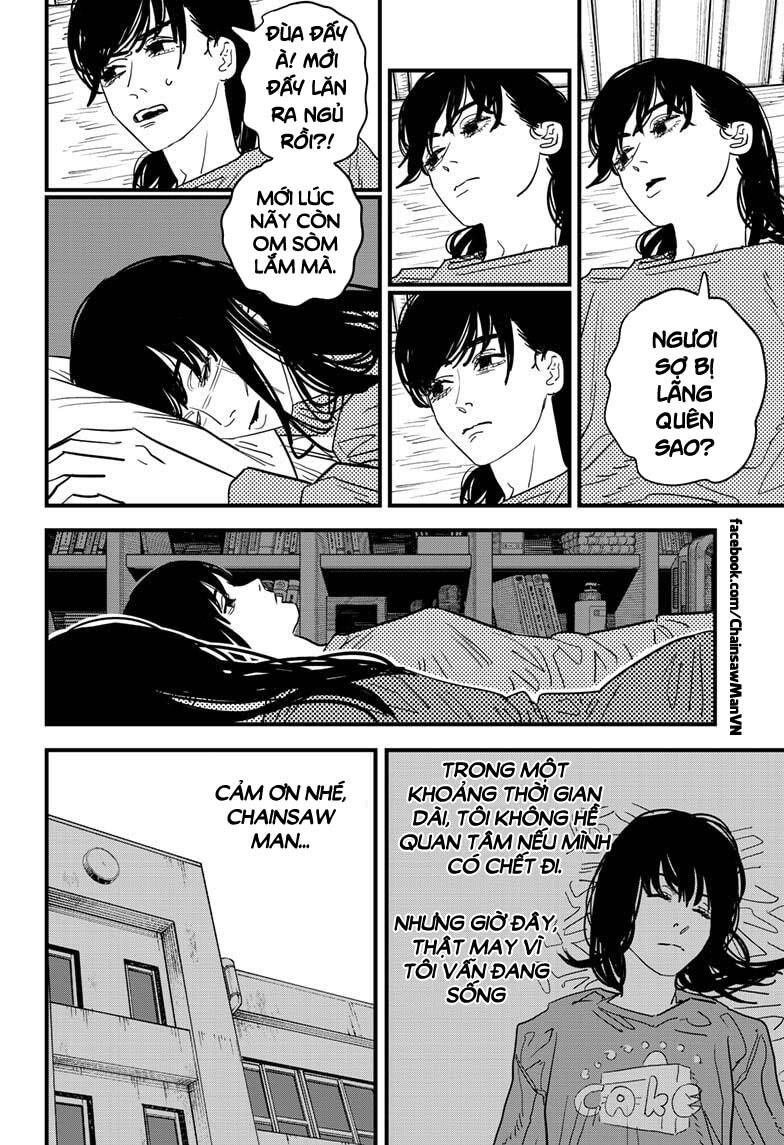 NGƯƠI
SỢ BỊ
LÃNG
QUÊN
SAO?
ĐÙA ĐẤY
À! MỚI
ĐẤY LĂN
RA NGỦ
RỒI?!
MỚI LÚC
NÃY CÒN
OM SÒM
LẮM MÀ.
facebook.com/ChainsawManVN
TRONG MỘT
KHOẢNG THỜI GIAN
DÀI, TÔI KHÔNG HỀ
QUAN TÂM NẾU MÌNH
CÓ CHẾT ĐI.
NHƯNG GIỜ ĐÂY,
THẬT MAY VÌ
TÔI VẪN ĐANG
SỐNG
CAKE
CẢM ƠN NHÉ,
CHAINSAW
MAN...